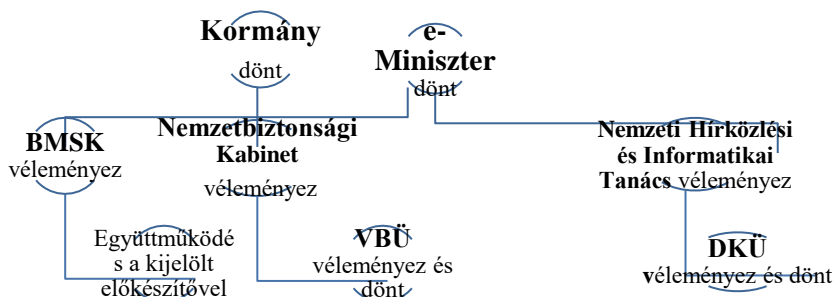 Kormány
dönt
e-
Miniszter
dönt
BMSK
véleményez
Nemzetbiztonsági
Kabinet
véleményez
Nemzeti Hírközlési
és Informatikai
Tanács véleményez
Együttműködé
s a kijelölt
előkészítővel
VBÜ
véleményez és
dönt
DKÜ
véleményez és dönt